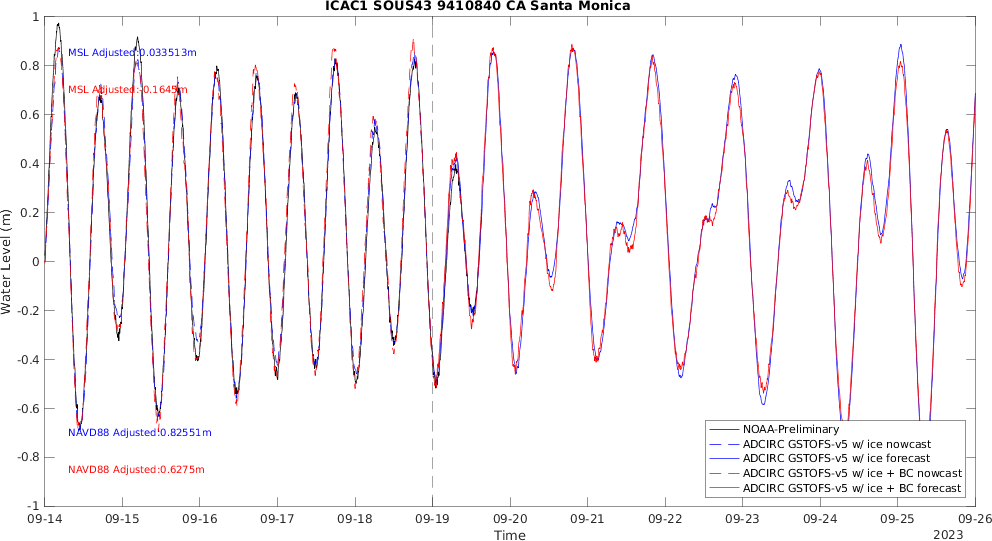 ICAC1 SOUS43 9410840 CA Santa Monica
MSL Adjusted:0.033513m
MSL Adjusted:-0.1645m
NAVD88 Adjusted:0.82551m
NAVD88 Adjusted:0.6275m
Water Level (m)
1
0.8
0.6
0.4
0.2
0
-0.2
-0.4
-0.6
-0.8
-1
NOAA-Preliminary
ADCIRC GSTOFS-v5 w/ ice nowcast
ADCIRC GSTOFS-v5 w/ ice forecast
ADCIRC GSTOFS-v5 w/ ice + BC nowcast
ADCIRC GSTOFS-v5 w/ ice + BC forecast
09-14 09-15 09-16 09-17 09-18 09-19 09-20 09-21 09-22 09-23 09-24 09-25 09-26
Time
2023